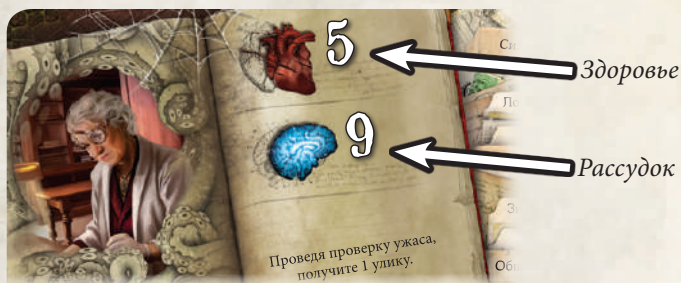 5
Здоровье
9
Рассудок
Проведя проверку ужаса,
получите 1 улику.